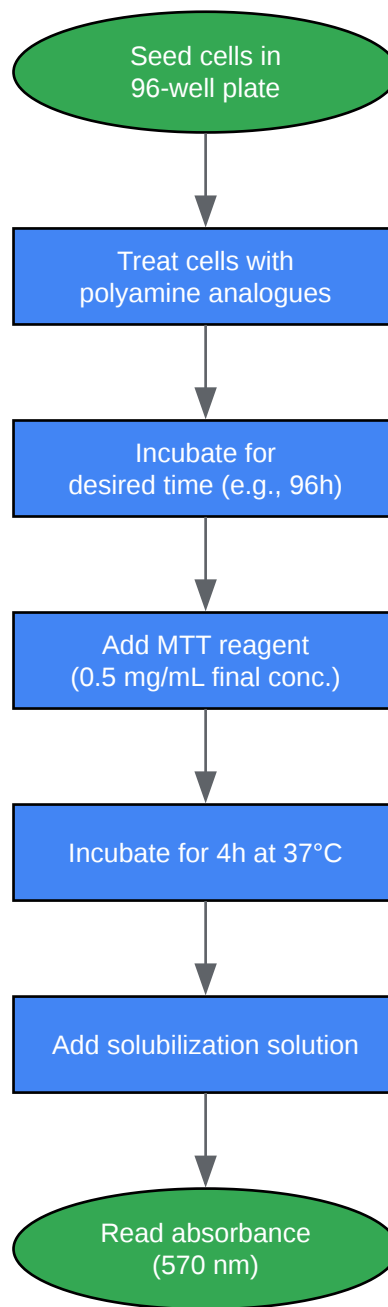 Seed cells in
96-well plate
Treat cells with
polyamine analogues
Incubate for
desired time (e.g., 96h)
Add MTT reagent
(0.5 mg/mL final conc.)
Incubate for 4h at 37°C
Add solubilization solution
Read absorbance
(570 nm)